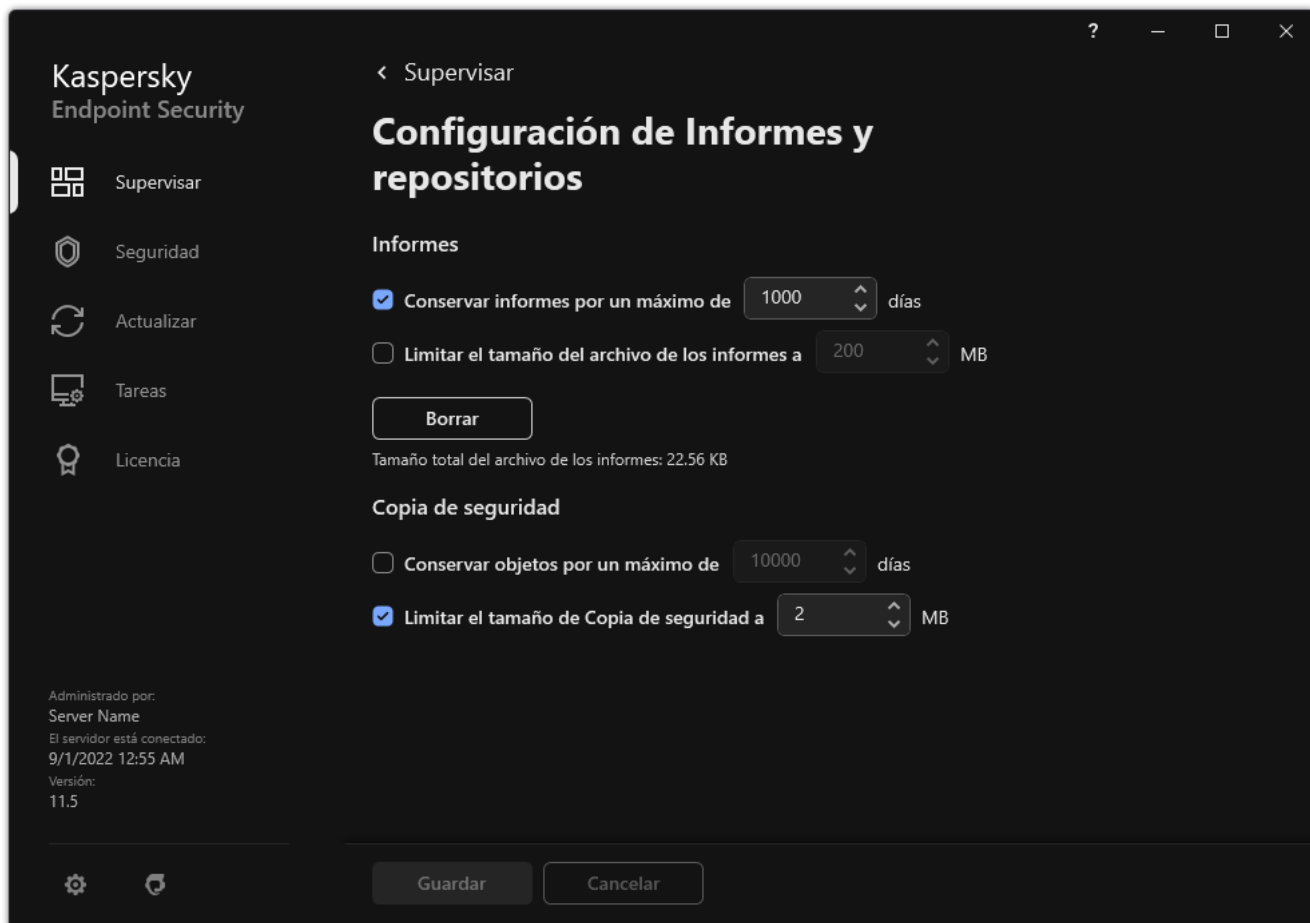 ?
Kaspersky
Endpoint Security
Supervisar
Seguridad
Actualizar
Tareas
Licencia
Administrado por:
Server Name
El servidor está conectado:
9/1/2022 12:55 AM
Versión:
11.5
Supervisar
Configuración de Informes y
repositorios
Informes
Conservar informes por un máximo de 1000 días
Limitar el tamaño del archivo de los informes a 200 MB
Borrar
Tamaño total del archivo de los informes: 22.56 KB
Copia de seguridad
Conservar objetos por un máximo de 10000 días
Limitar el tamaño de Copia de seguridad a 2 MB
Guardar Cancelar